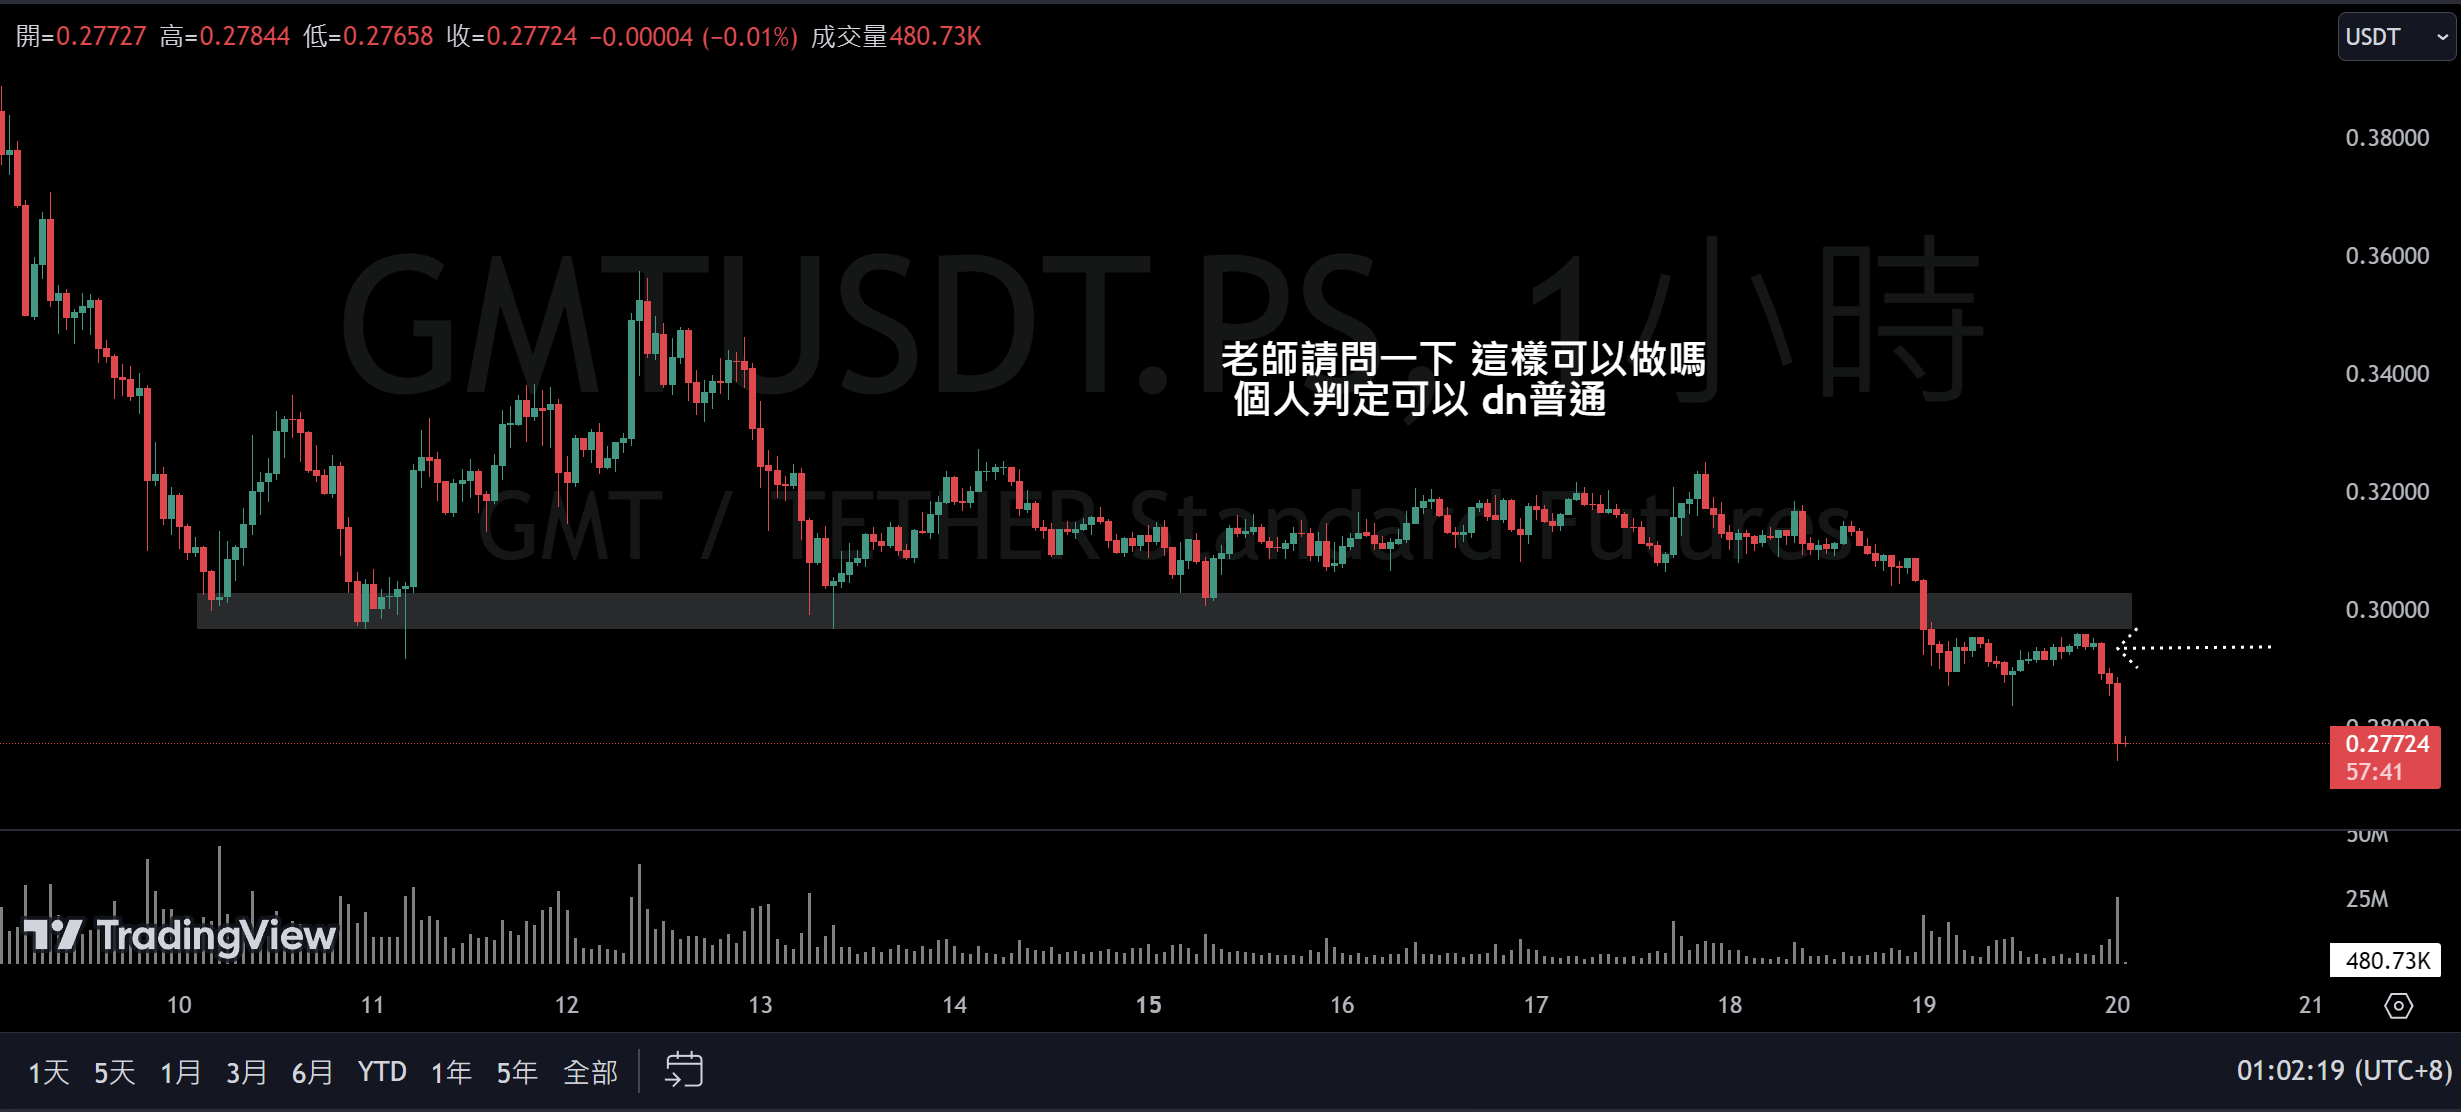 開=0.27727 高=0.27844 低=0.27658 收=0.27724 −0.00004 (−0.01%) 成交量480.73K
USDT
0.38000
GMTUSDT.PS, 1小時
0.36000
老師請問一下 這樣可以做嗎
0.34000
個人判定可以 dn普通
GMT / TETHER Standard Futures
0.32000
0.30000
0.28000
0.27724
57:41
50M
25M
TradingView
480.73K
10 11 12 13 14 15 16 17 18 19 20 21
1天 5天 1月 3月 6月 YTD 1年 5年 全部
01:02:19 (UTC+8)